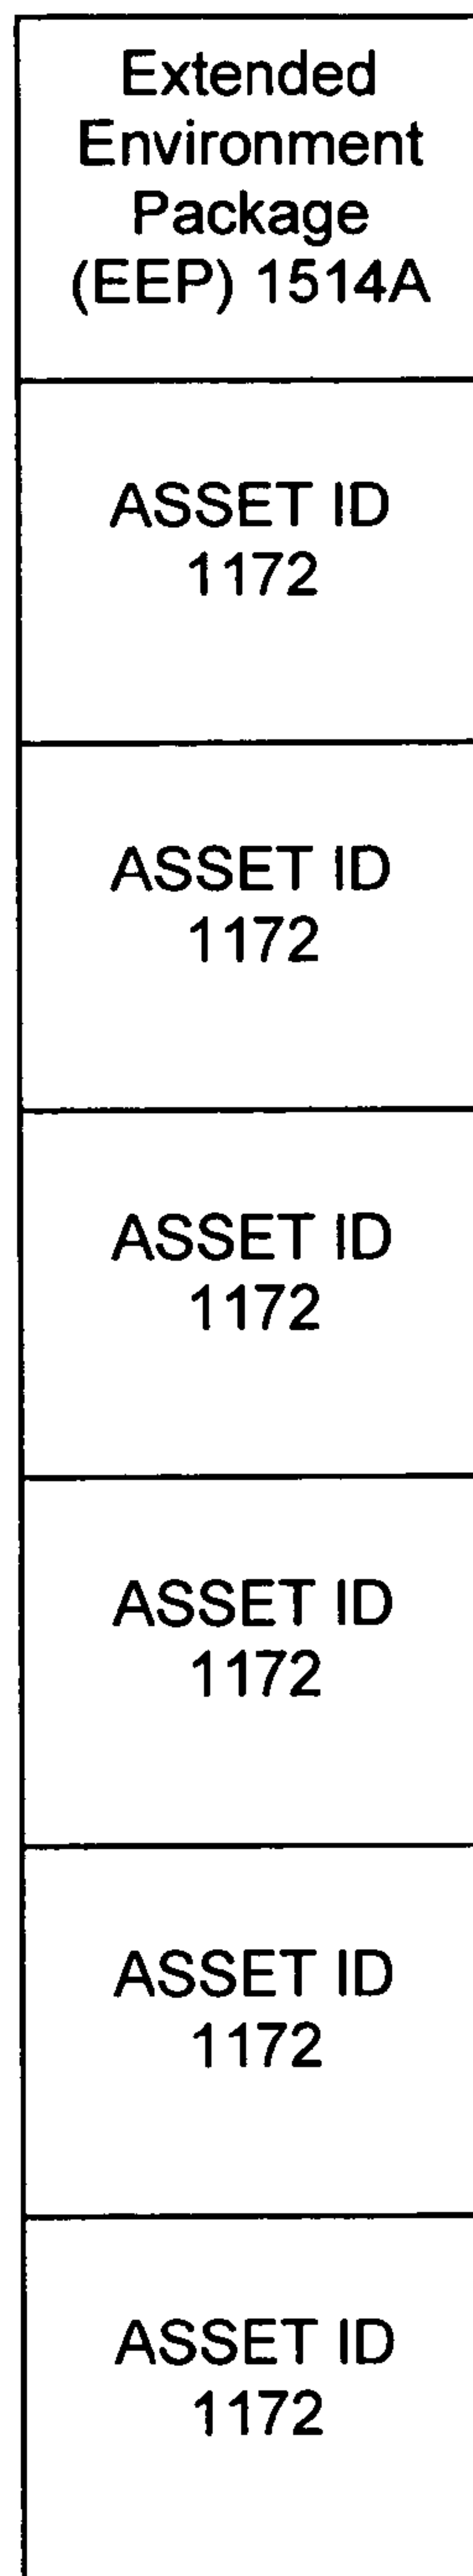 Extended
Environment
Package
(EEP) 1514A
ASSET ID
1172
ASSET ID
1172
ASSET ID
1172
ASSET ID
1172
ASSET ID
1172
ASSET ID
1172